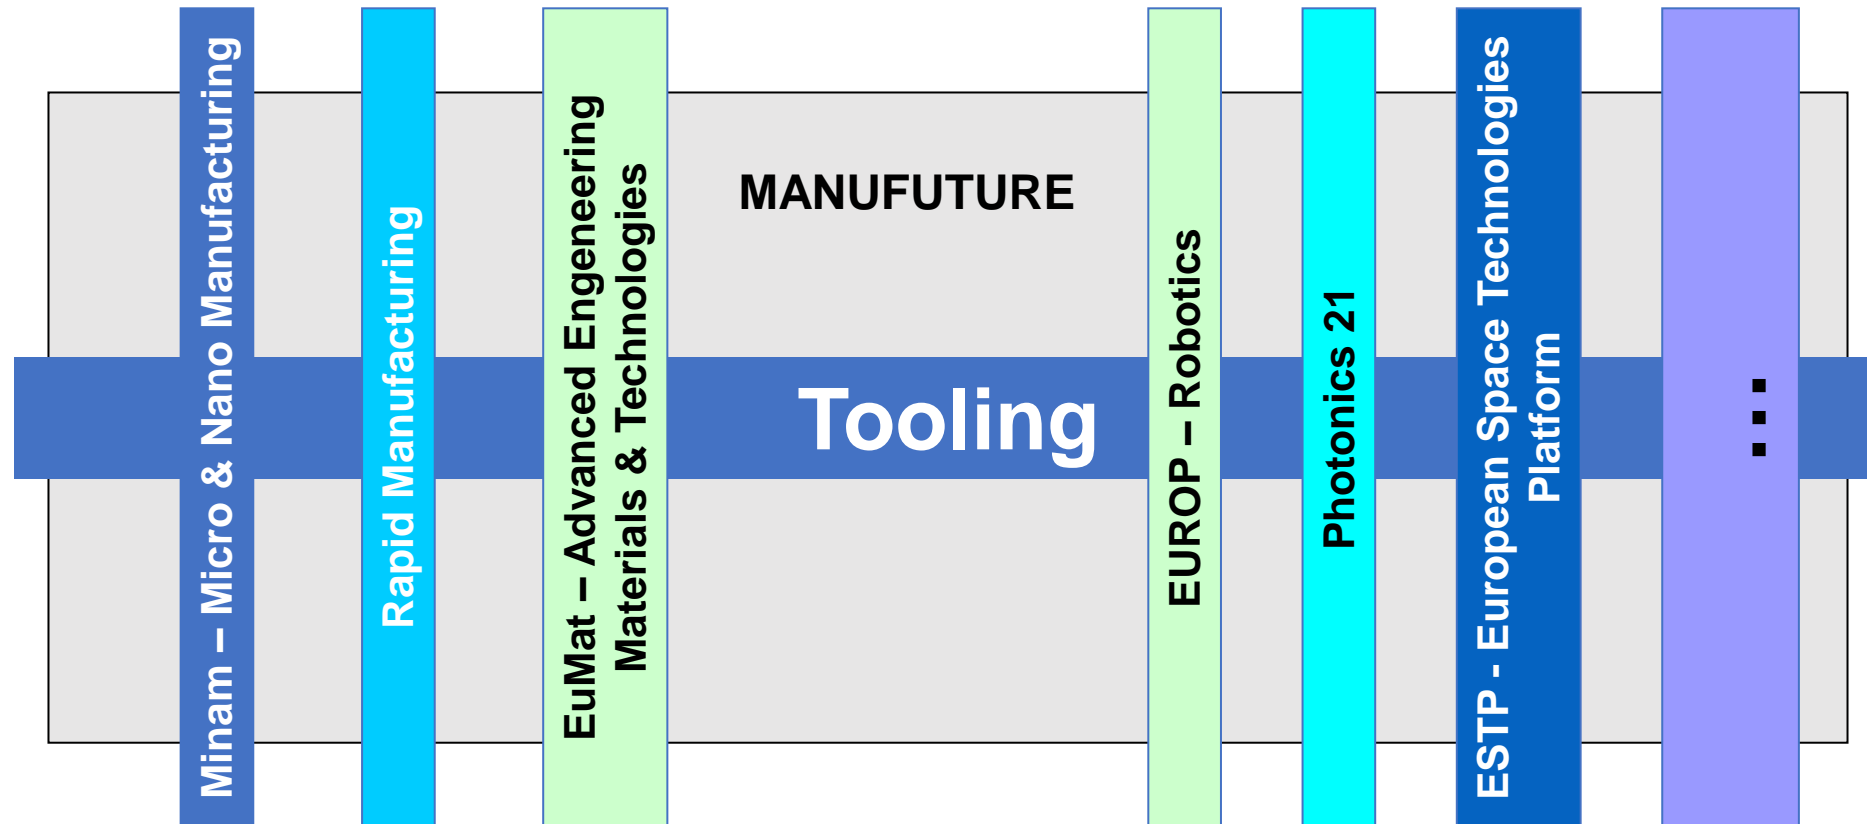 Minam – Micro & Nano Manufacturing
Rapid Manufacturing
EuMat – Advanced Engeneering
Materials & Technologies
MANUFUTURE
Tooling
EUROP – Robotics
Photonics 21
ESTP - European Space Technologies
Platform
...